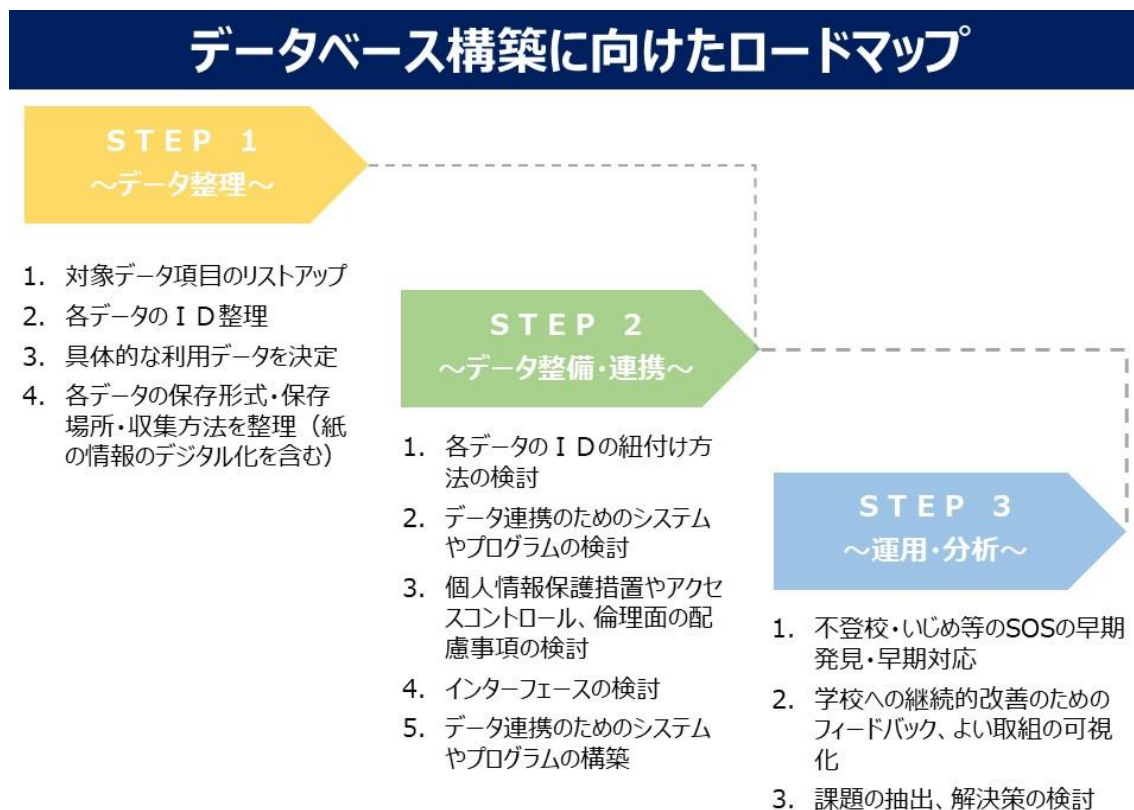 データベース構築に向けたロードマップ
STEP 1
～データ整理～
1. 対象データ項目のリストアップ
2. 各データのＩＤ整理
3. 具体的な利用データを決定
4. 各データの保存形式・保存
場所・収集方法を整理（紙
の情報のデジタル化を含む）
STEP 2
～データ整備・連携～
1. 各データのＩＤの紐付け方
法の検討
2. データ連携のためのシステム
やプログラムの検討
3. 個人情報保護措置やアクセ
スコントロール、倫理面の配
慮事項の検討
4. インターフェースの検討
5. データ連携のためのシステム
やプログラムの構築
STEP 3
～運用・分析～
1. 不登校・いじめ等のSOSの早期
発見・早期対応
2. 学校への継続的改善のための
フィードバック、よい取組の可視
化
3. 課題の抽出、解決策の検討